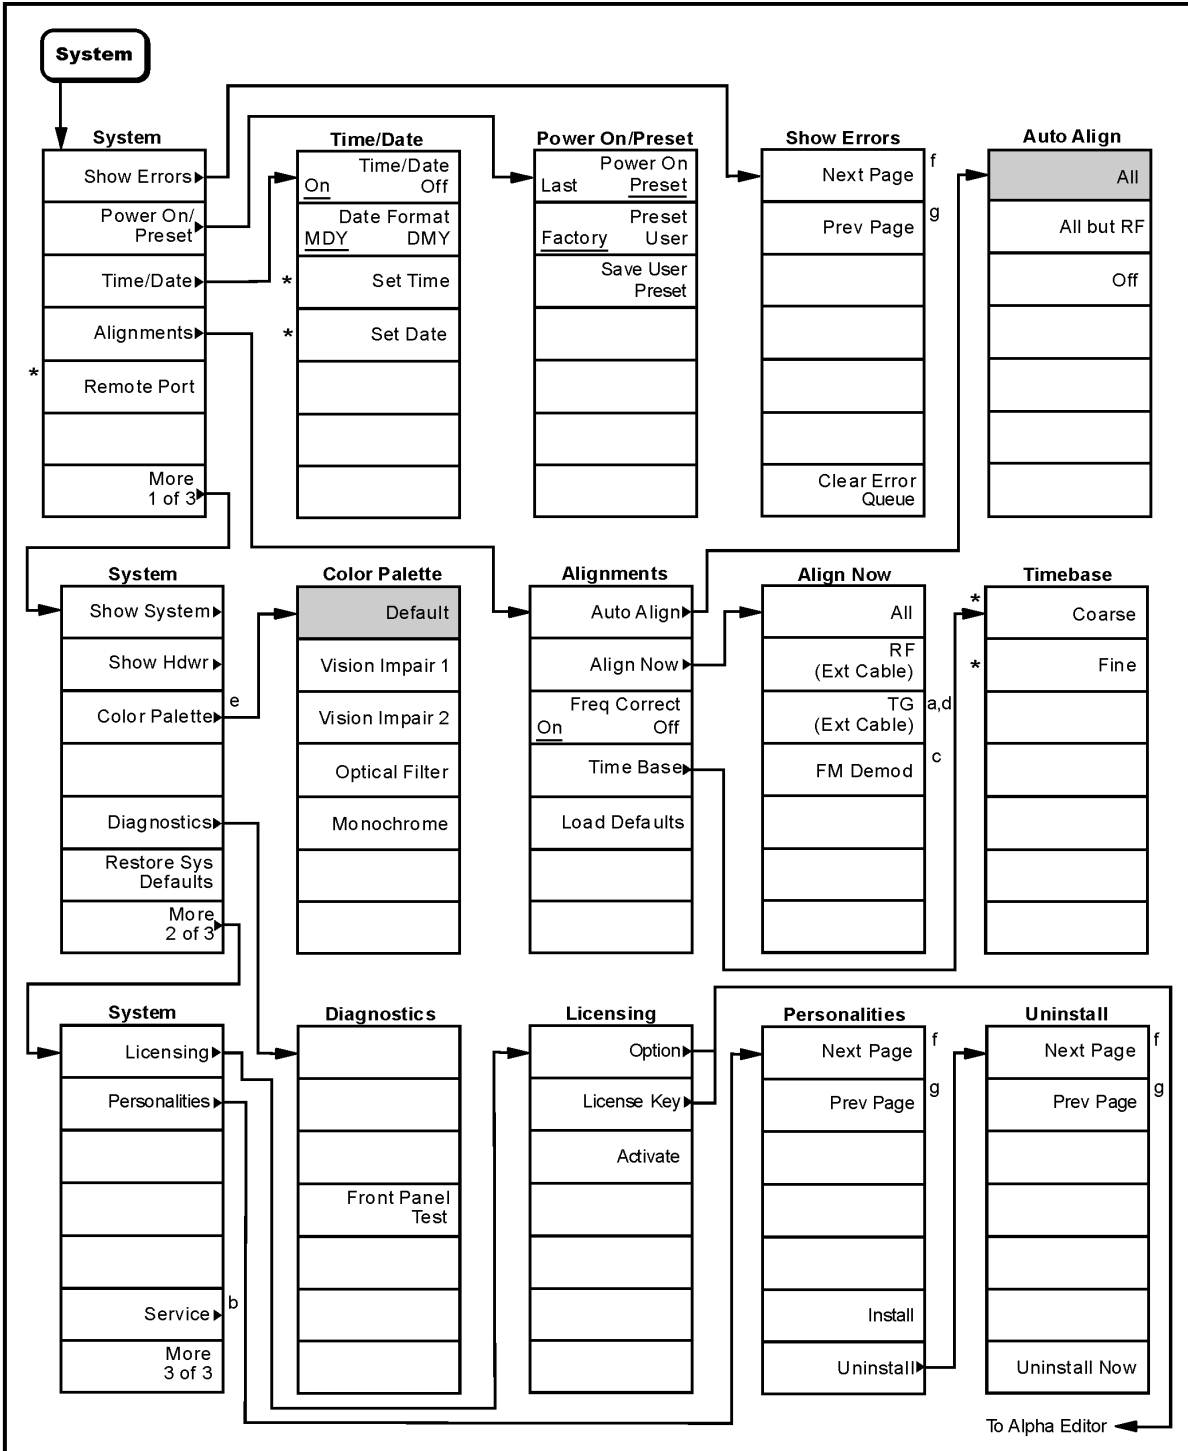 System
System
Show Errors
Power On/
Preset
Time/Date
Alignments
*
Remote Port
More
1 of 3
Time/Date
Time/Date
On Off
Date Format
MDY DMY
* Set Time
* Set Date
Power On/Preset
Power On
Last Preset
Preset
Factory User
Save User
Preset
Show Errors
Next Page f
Prev Page g
Clear Error
Queue
Auto Align
All
All but RF
Off
System
Show System
Show Hdwr
Color Palette e
Diagnostics
Restore Sys
Defaults
More
2 of 3
Color Palette
Default
Vision Impair 1
Vision Impair 2
Optical Filter
Monochrome
Alignments
Auto Align
Align Now
Freq Correct
On Off
Time Base
Load Defaults
Align Now
All
RF
(Ext Cable)
TG a,d
(Ext Cable)
FM Demod c
Timebase
* Coarse
* Fine
System
Licensing
Personalities
Service b
More
3 of 3
Diagnostics
Front Panel
Test
Licensing
Option
License Key
Activate
Personalities
Next Page f
Prev Page g
Install
Uninstall
Uninstall
Next Page f
Prev Page g
Uninstall Now
To Alpha Editor